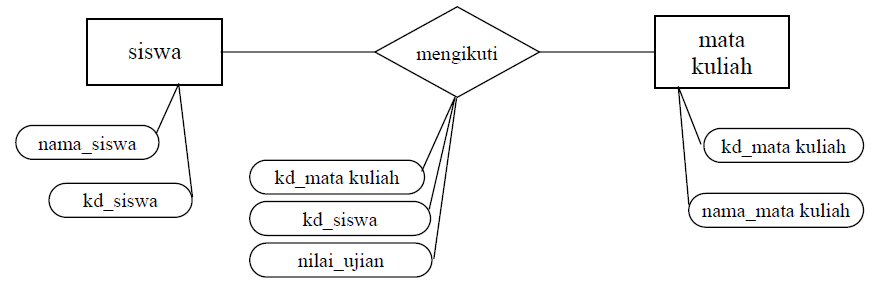 siswa
mengikuti
mata
kuliah
nama_siswa
kd_siswa
kd_mata kuliah
kd_siswa
nilai_ujian
kd_mata kuliah
nama_mata kuliah